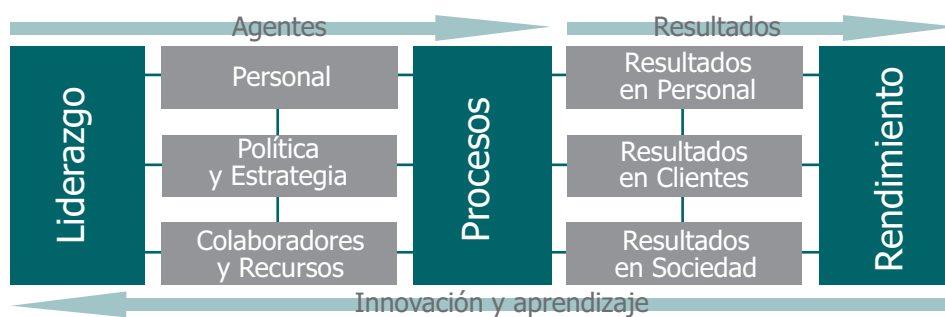 Agentes
Resultados
Liderazgo
Personal
Política
y Estrategia
Colaboradores
y Recursos
Procesos
Resultados
en Personal
Resultados
en Clientes
Resultados
en Sociedad
Rendimiento
Innovación y aprendizaje